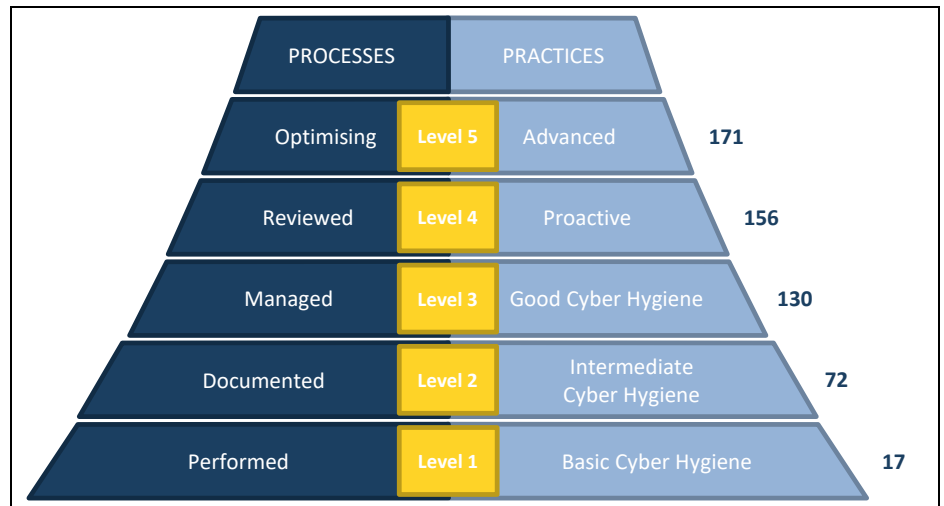 PROCESSES PRACTICES
Optimising Level 5 Advanced 171
Reviewed Level 4 Proactive 156
Managed Level 3 Good Cyber Hygiene 130
Documented Level 2 Intermediate
Cyber Hygiene 72
Performed Level 1 Basic Cyber Hygiene 17